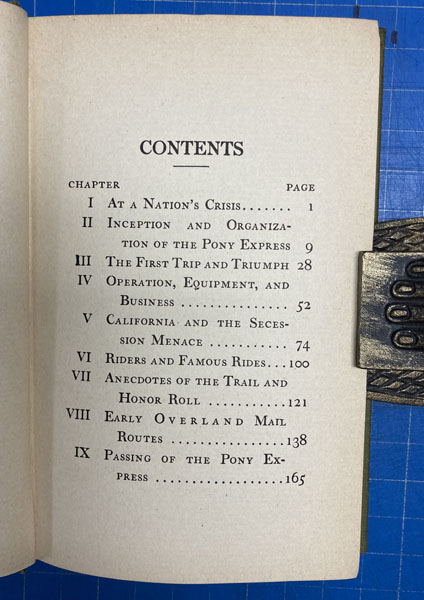 CONTENTS
CHAPTER PAGE
I At a Nation's Crisis....... 1
II Inception and Organiza-
tion of the Pony Express 9
III The First Trip and Triumph 28
IV Operation, Equipment, and
Business ............... 52
V California and the Seces-
sion Menace ........... 74
VI Riders and Famous Rides...100
VII Anecdotes of the Trail and
Honor Roll ...........121
VIII Early Overland Mail
Routes ................138
IX Passing of the Pony Ex-
press ..................165